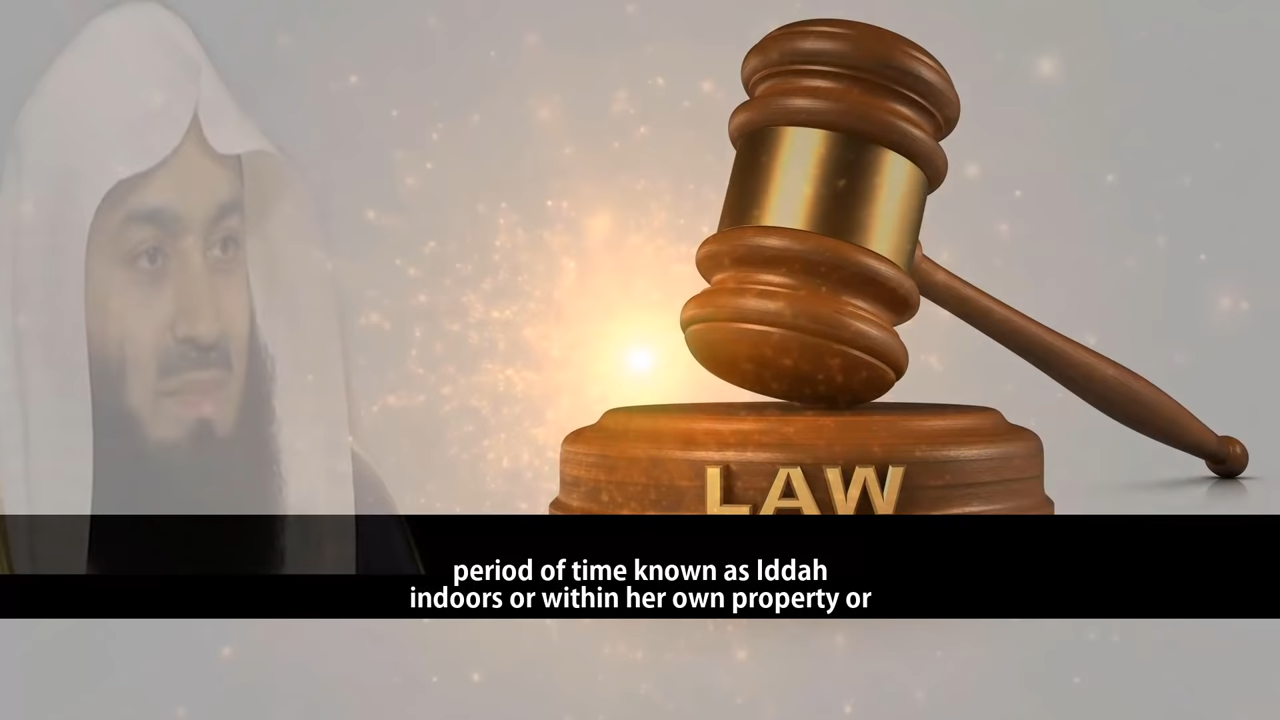 LAW
period of time known as Iddah
indoors or within her own property or